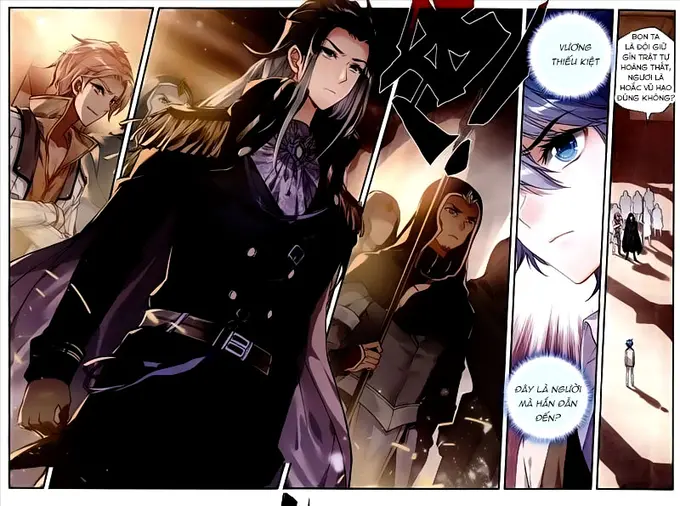 VƯƠNG
THIẾU KIỆT
ĐÂY LÀ NGƯỜI
MÀ HẮN DẪN
ĐẾN?
BỌN TA
LÀ ĐỘI GIỮ
GÌN TRẬT TỰ
HOÀNG THẤT,
NGƯƠI LÀ
HOẮC VŨ HẠO
ĐÚNG KHÔNG?